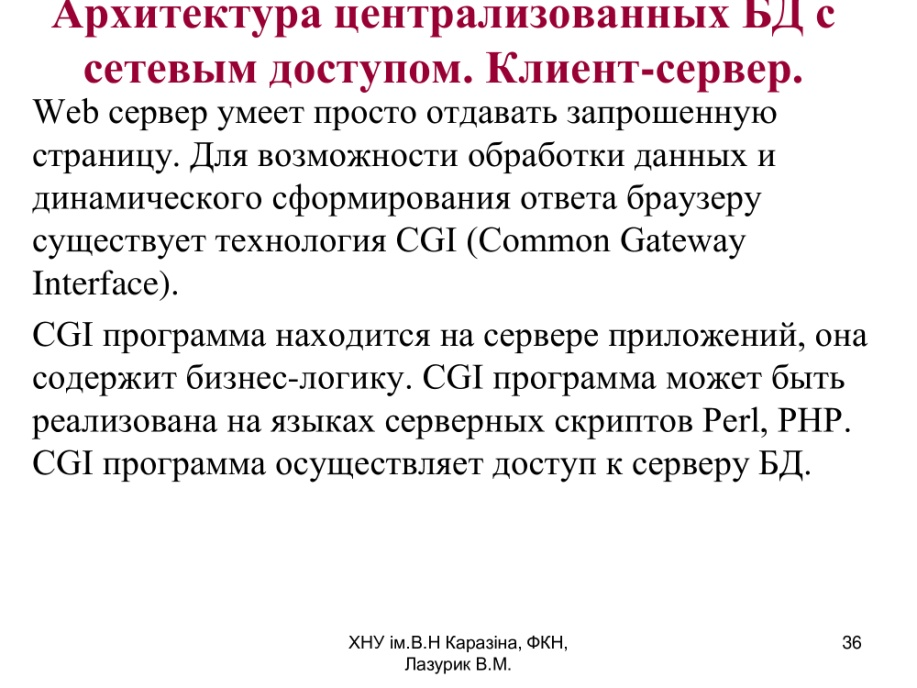 Архитектура централизованных БД с
сетевым доступом. Клиент-сервер.
Web сервер умеет просто отдавать запрошенную
страницу. Для возможности обработки данных и
динамического сформирования ответа браузеру
существует технология CGI (Common Gateway
Interface).
CGI программа находится на сервере приложений, она
содержит бизнес-логику. CGI программа может быть
реализована на языках серверных скриптов Perl, PHP.
CGI программа осуществляет доступ к серверу БД.
ХНУ ім.В.Н Каразіна, ФКН,
Лазурик В.М.
36